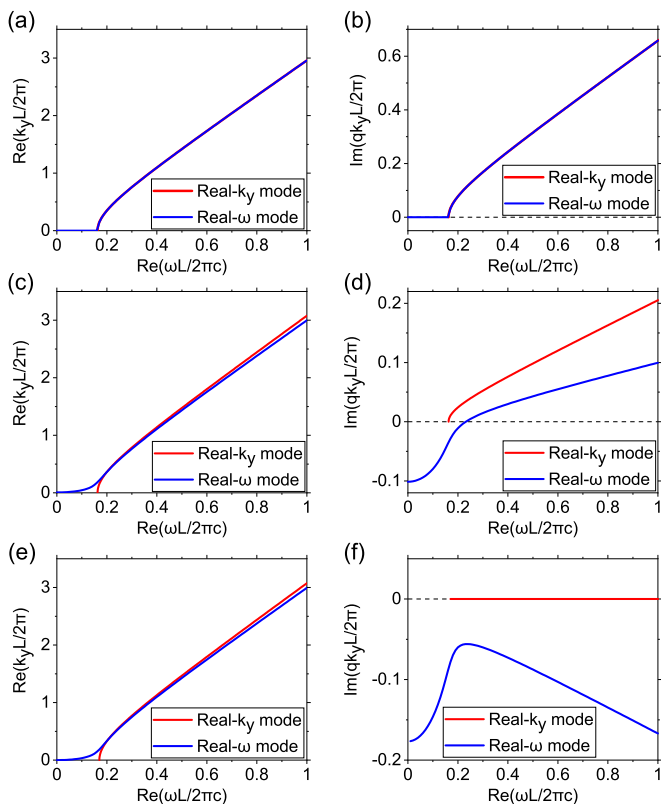 (a)
Re(kyL/2π)
3
2
1
0
0 0.2 0.4 0.6 0.8 1
Re(ωL/2πc)
Real-ky mode
Real-ω mode
(b)
Im(qkyL/2π)
0.6
0.4
0.2
0
0 0.2 0.4 0.6 0.8 1
Re(ωL/2πc)
Real-ky mode
Real-ω mode
(c)
Re(kyL/2π)
3
2
1
0
0 0.2 0.4 0.6 0.8 1
Re(ωL/2πc)
Real-ky mode
Real-ω mode
(d)
Im(qkyL/2π)
0.2
0.1
0
-0.1
0 0.2 0.4 0.6 0.8 1
Re(ωL/2πc)
Real-ky mode
Real-ω mode
(e)
Re(kyL/2π)
3
2
1
0
0 0.2 0.4 0.6 0.8 1
Re(ωL/2πc)
Real-ky mode
Real-ω mode
(f)
Im(qkyL/2π)
0
-0.1
-0.2
0 0.2 0.4 0.6 0.8 1
Re(ωL/2πc)
Real-ky mode
Real-ω mode